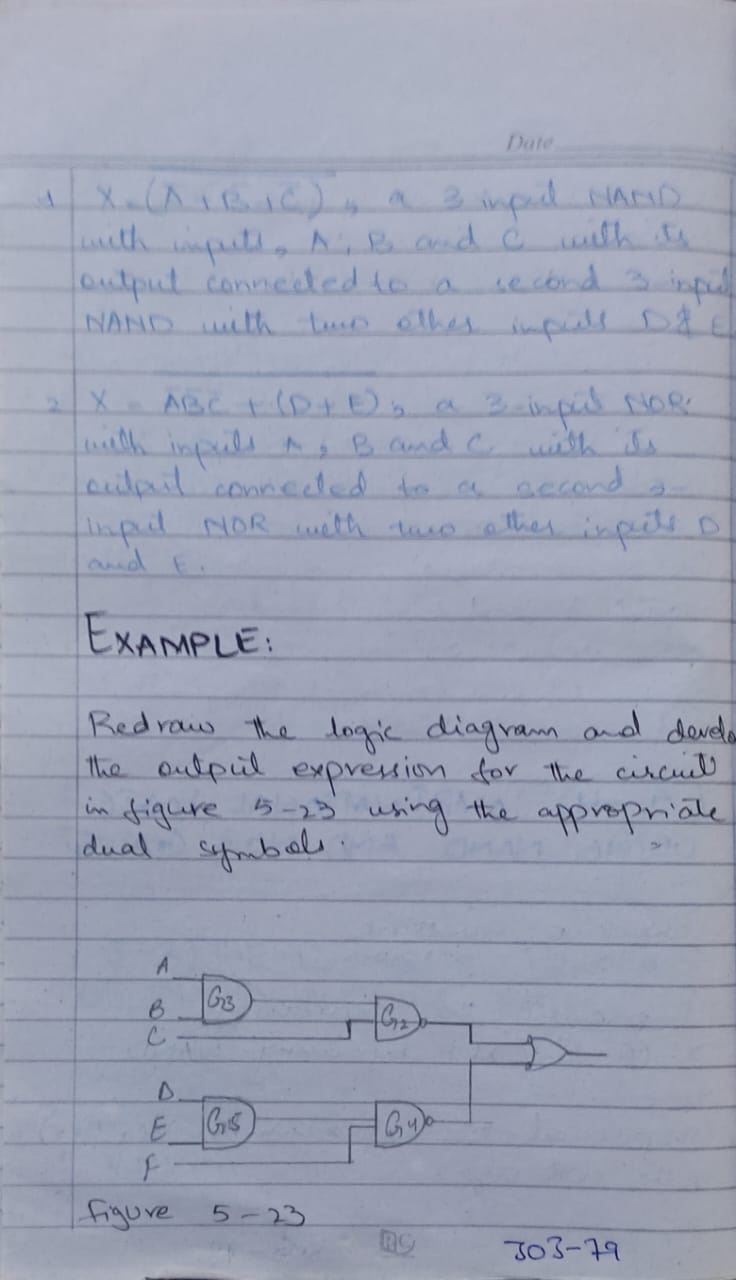 Date
1 X = (A + B + C), a 3 input NAND
with inputs, A, B and C with its
output connected to a second 3 input
NAND with two other inputs D & E
2 X = ABC + (D + E), a 3-input NOR
with inputs A, B and C with its
output connected to a second 3-
input NOR with two other inputs D
and E.
EXAMPLE:
Redraw the logic diagram and develo
the output expression for the circuit
in figure 5-23 using the appropriate
dual symbols.
A
B G3
C G2
D
E G5 G4
F
figure 5-23
303-79